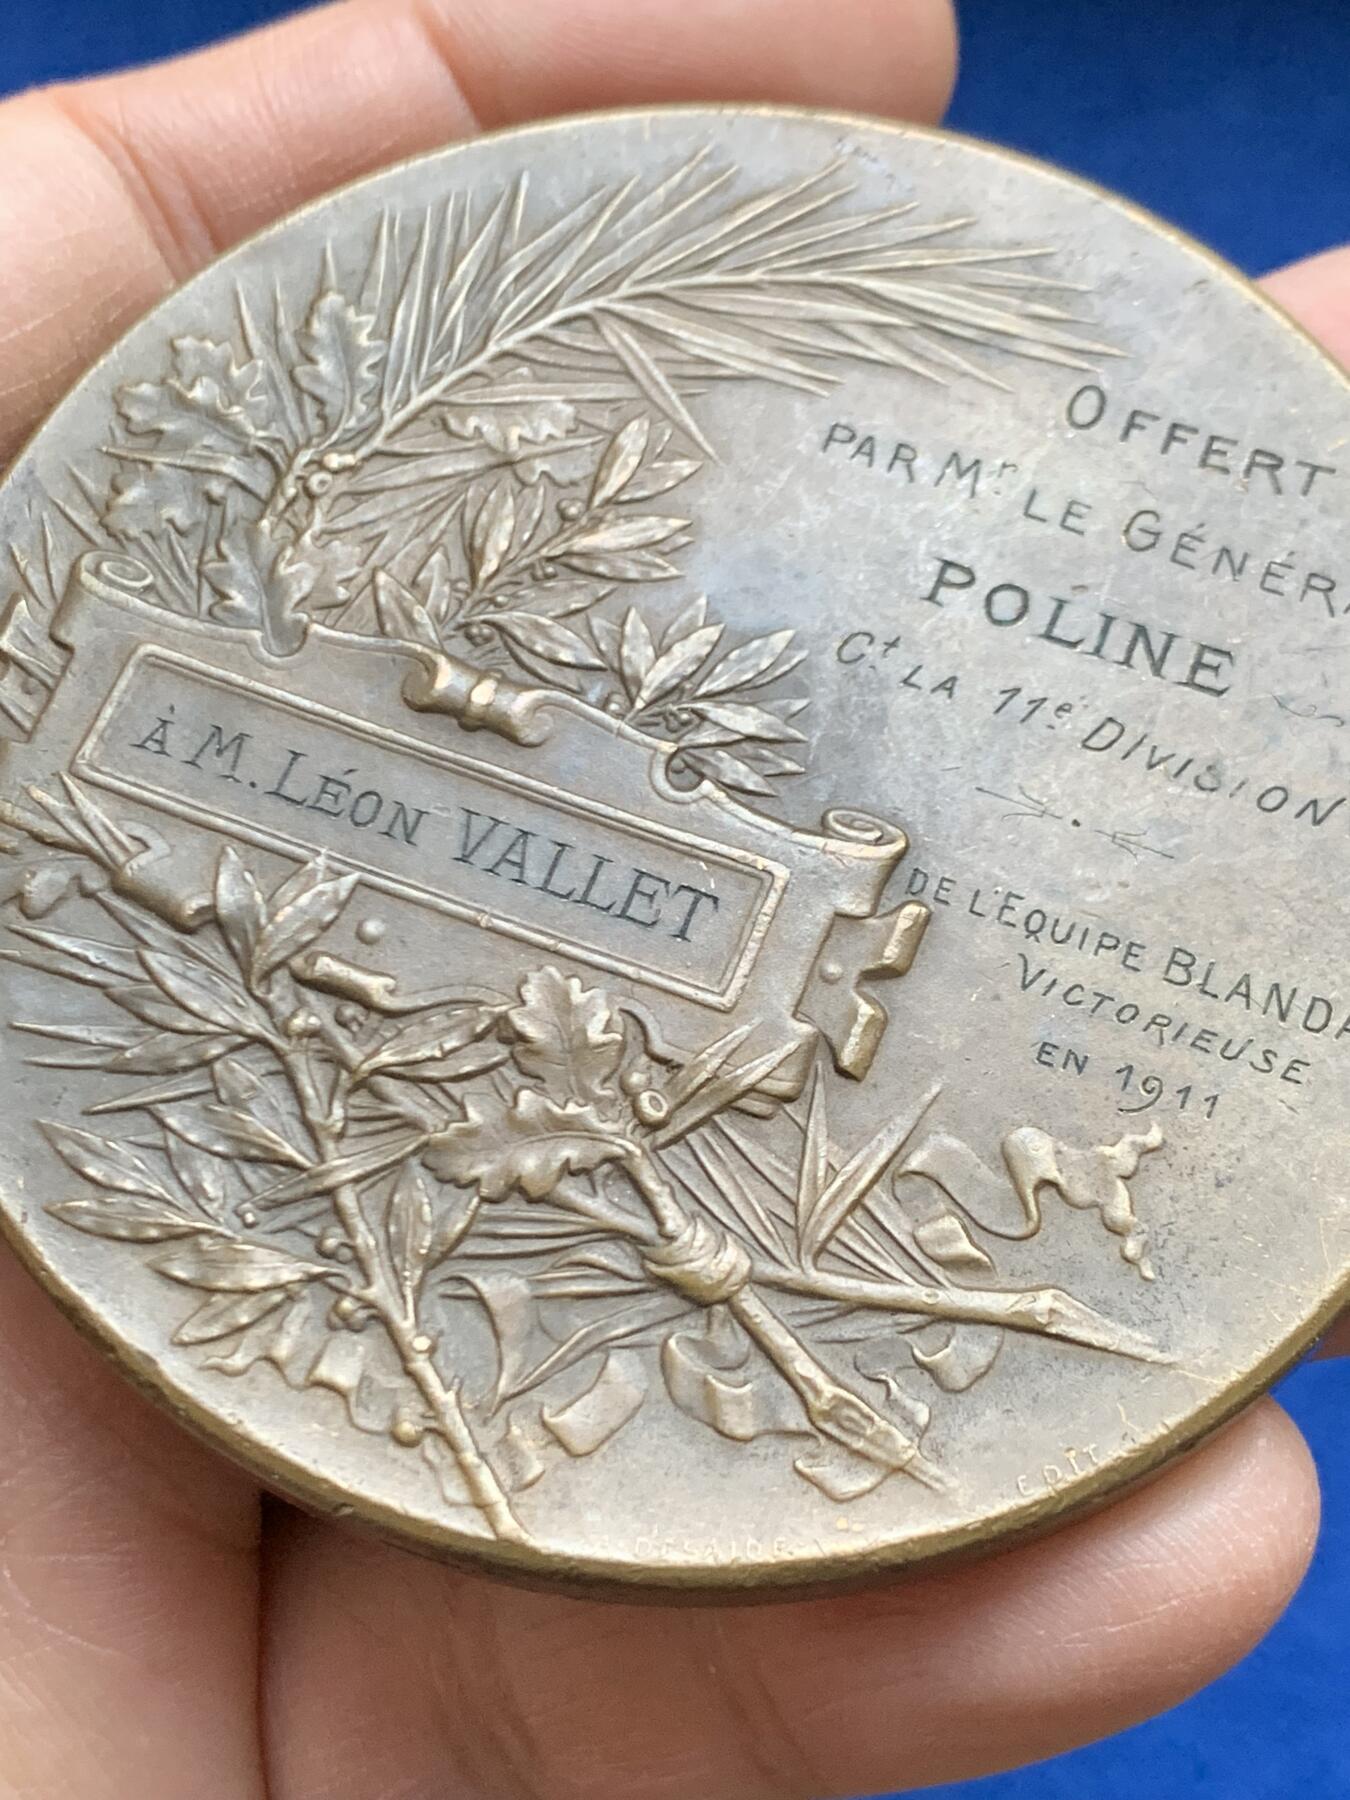 OFFERT
PAR Mr LE GÉNÉRA
POLINE
Ct LA 11e DIVISION
À M. LÉON VALLET
DE L'EQUIPE BLANDA
VICTORIEUSE
EN 1911
DESAIDE
EDIT